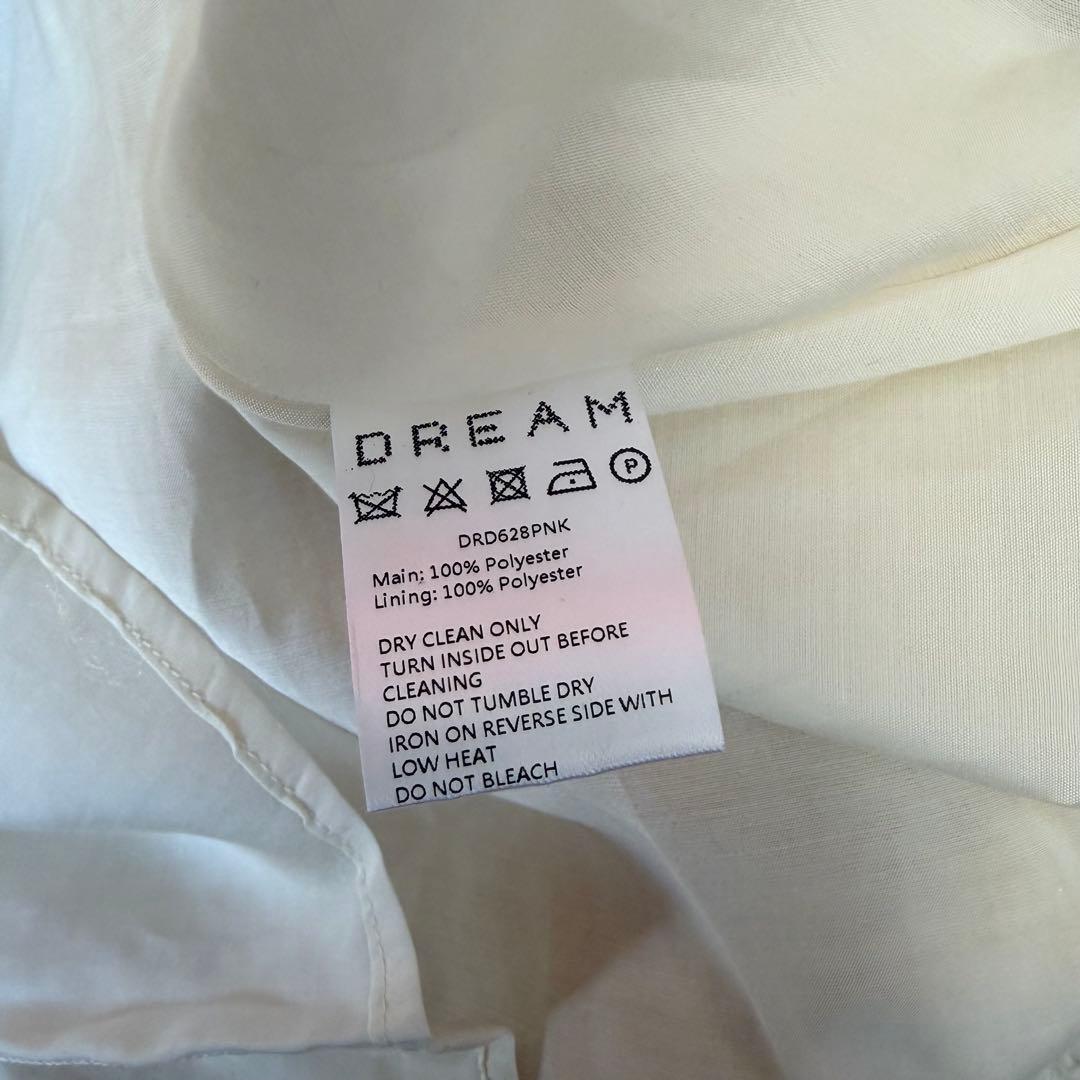 DREAM
P
DRD628PNK
Main: 100% Polyester
Lining: 100% Polyester
DRY CLEAN ONLY
TURN INSIDE OUT BEFORE
CLEANING
DO NOT TUMBLE DRY
IRON ON REVERSE SIDE WITH
LOW HEAT
DO NOT BLEACH